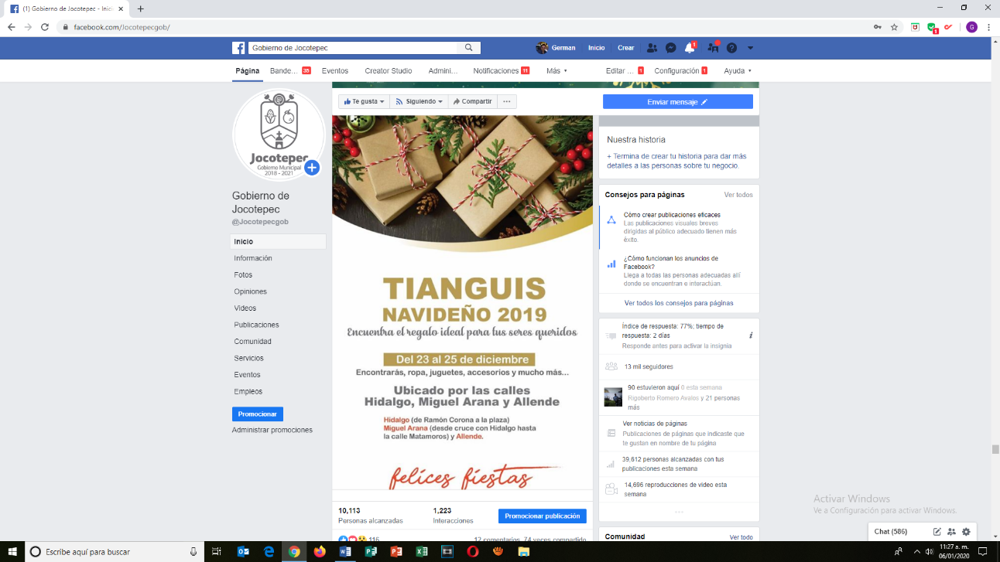 (1) Gobierno de Jocotepec - Inici
facebook.com/Jocotepecgob/
Gobierno de Jocotepec
German
Inicio
Crear
1
Página
Bande... 35
Eventos
Creator Studio
Admini...
Notificaciones 11
Más
Editar ... 1
Configuración 1
Ayuda
Jocotepec
Gobierno Municipal
2018 - 2021
Gobierno de
Jocotepec
@Jocotepecgob
Inicio
Información
Fotos
Opiniones
Videos
Publicaciones
Comunidad
Servicios
Eventos
Empleos
Promocionar
Administrar promociones
Te gusta
Siguiendo
Compartir
Enviar mensaje
TIANGUIS
NAVIDEÑO 2019
Encuentra el regalo ideal para tus seres queridos
Del 23 al 25 de diciembre
Encontrarás, ropa, juguetes, accesorios y mucho más...
Ubicado por las calles
Hidalgo, Miguel Arana y Allende
Hidalgo (de Ramón Corona a la plaza)
Miguel Arana (desde cruce con Hidalgo hasta
la calle Matamoros) y Allende.
felices fiestas
10,113
Personas alcanzadas
1,223
Interacciones
Promocionar publicación
116
12 comentarios 74 veces compartido
Nuestra historia
+ Termina de crear tu historia para dar más
detalles a las personas sobre tu negocio.
Consejos para páginas
Ver todos
Cómo crear publicaciones eficaces
Las publicaciones visuales breves
dirigidas al público adecuado tienen más
éxito.
¿Cómo funcionan los anuncios de
Facebook?
Llega a todas las personas adecuadas allí
donde se encuentran e interactúan.
Ver todos los consejos para páginas
Índice de respuesta: 77%; tiempo de
respuesta: 2 días
Responde antes para activar la insignia
13 mil seguidores
90 estuvieron aquí 0 esta semana
Rigoberto Romero Avalos y 21 personas
más
Ver noticias de páginas
Publicaciones de páginas que indicaste que
te gustan en nombre de tu página
39,612 personas alcanzadas con tus
publicaciones esta semana
14,696 reproducciones de video esta
semana
Comunidad
Ver todo
Activar Windows
Ve a Configuración para activar Windows.
Chat (586)
Escribe aquí para buscar
11:27 a. m.
06/01/2020